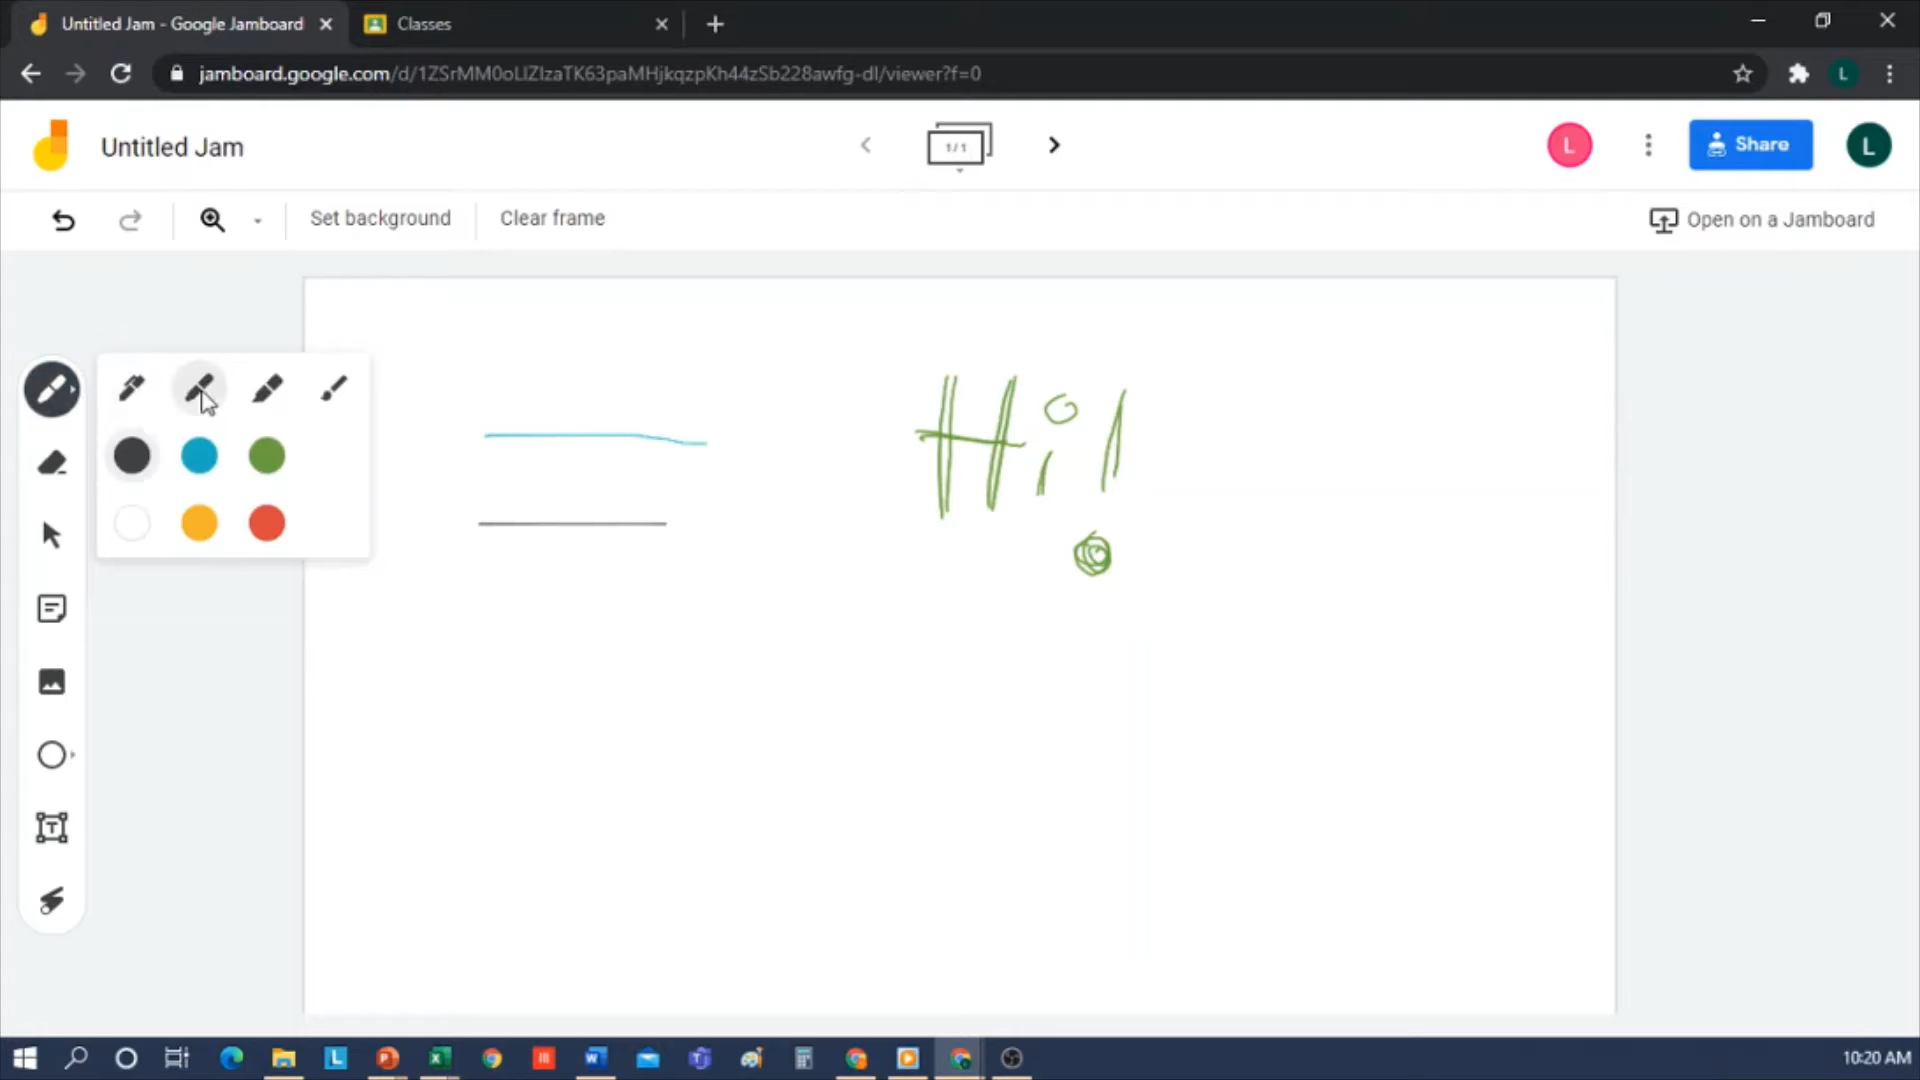 Untitled Jam - Google Jamboard
Classes
jamboard.google.com/d/1ZSrMM0oLIZIzaTK63paMHjkqzpKh44zSb228awfg-dI/viewer?f=0
L
Untitled Jam
1/1
L
Share
L
Set background
Clear frame
Open on a Jamboard
Hi!
10:20 AM